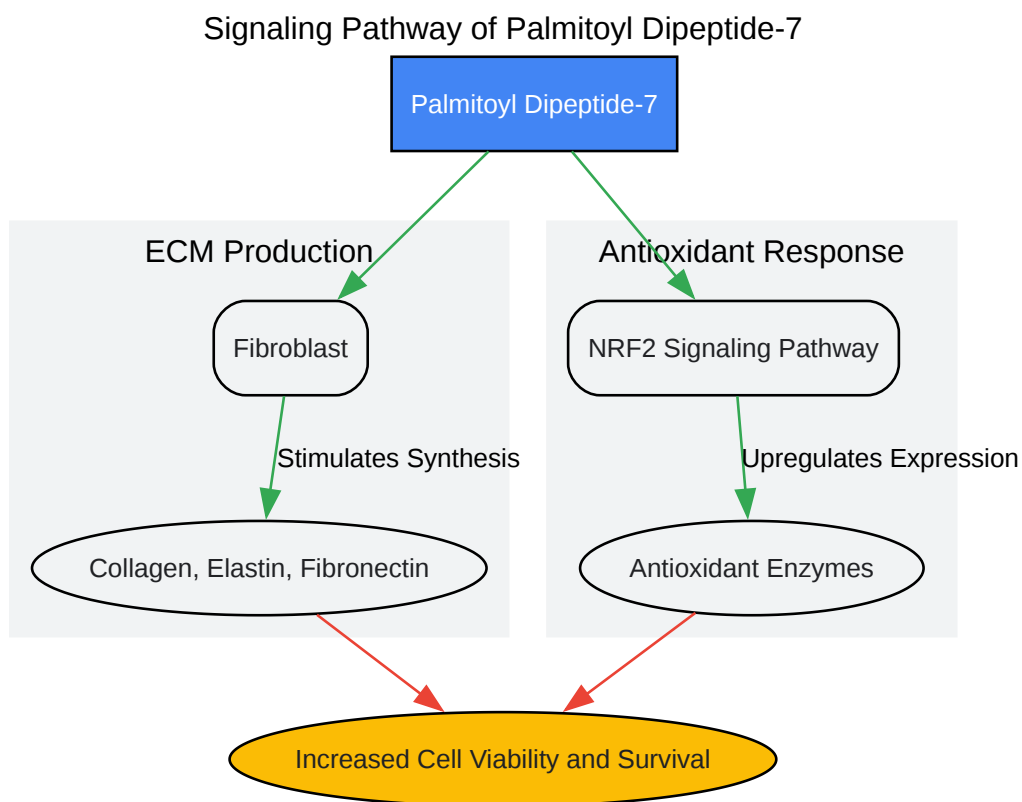 Signaling Pathway of Palmitoyl Dipeptide-7
Palmitoyl Dipeptide-7
ECM Production
Antioxidant Response
Fibroblast
NRF2 Signaling Pathway
Stimulates Synthesis
Upregulates Expression
Collagen, Elastin, Fibronectin
Antioxidant Enzymes
Increased Cell Viability and Survival